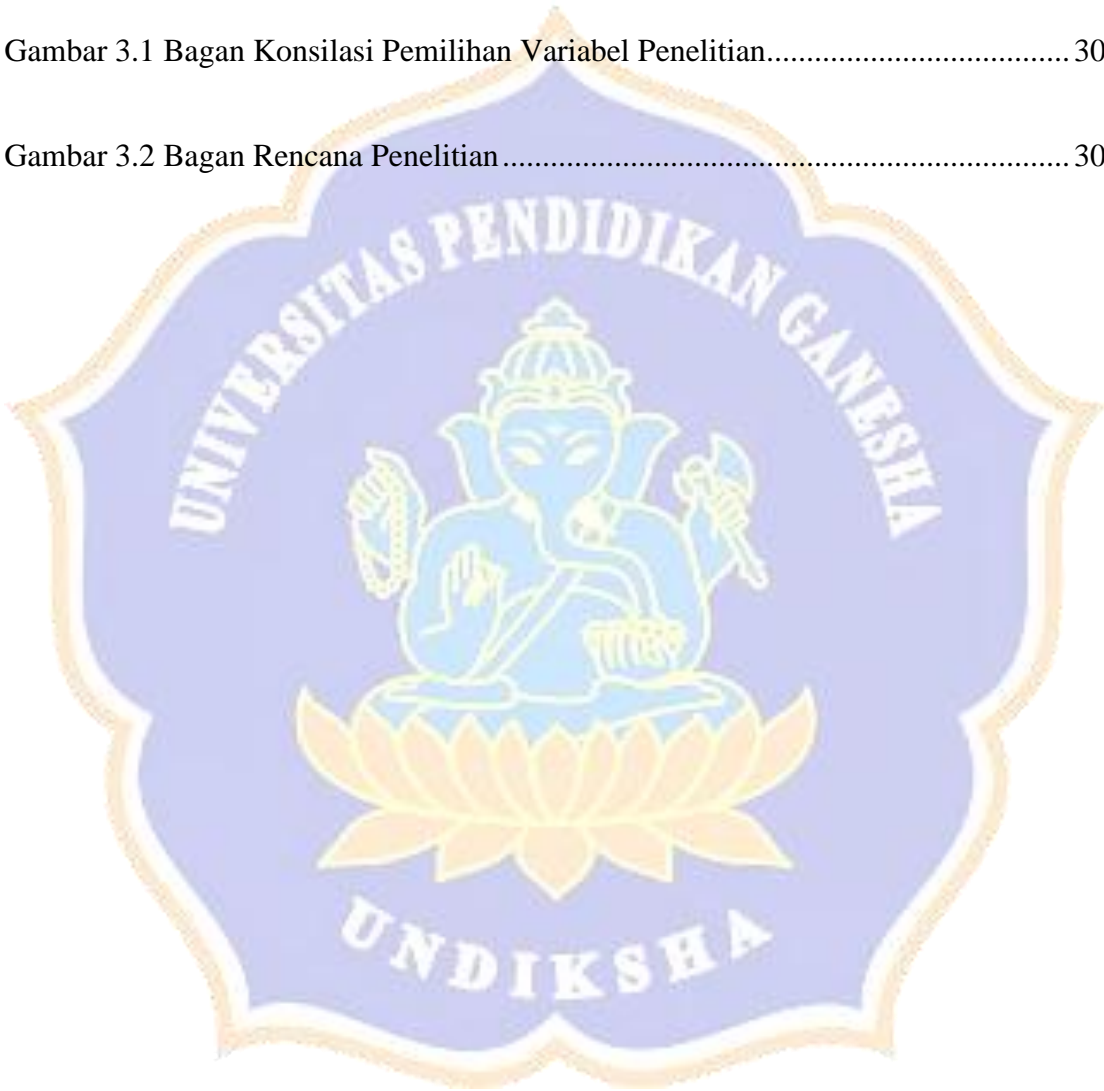 Gambar 3.1 Bagan Konsilasi Pemilihan Variabel Penelitian.................................... 30
Gambar 3.2 Bagan Rencana Penelitian..................................................................... 30
UNIVERSITAS PENDIDIKAN GANESHA
UNDIKSHA